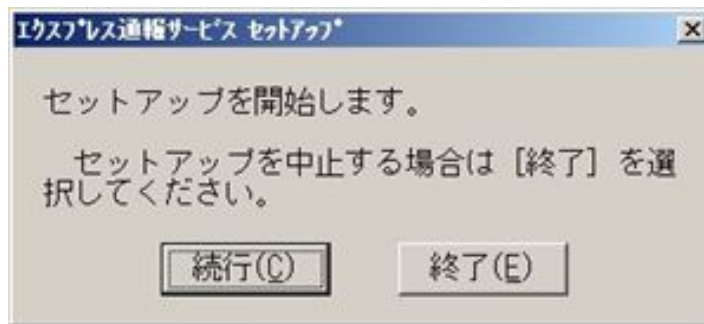 ｴｸｽﾌﾟﾚｽ通報ｻｰﾋﾞｽ ｾｯﾄｱｯﾌﾟ
セットアップを開始します。
セットアップを中止する場合は［終了］を選
択してください。
続行(C) 終了(E)